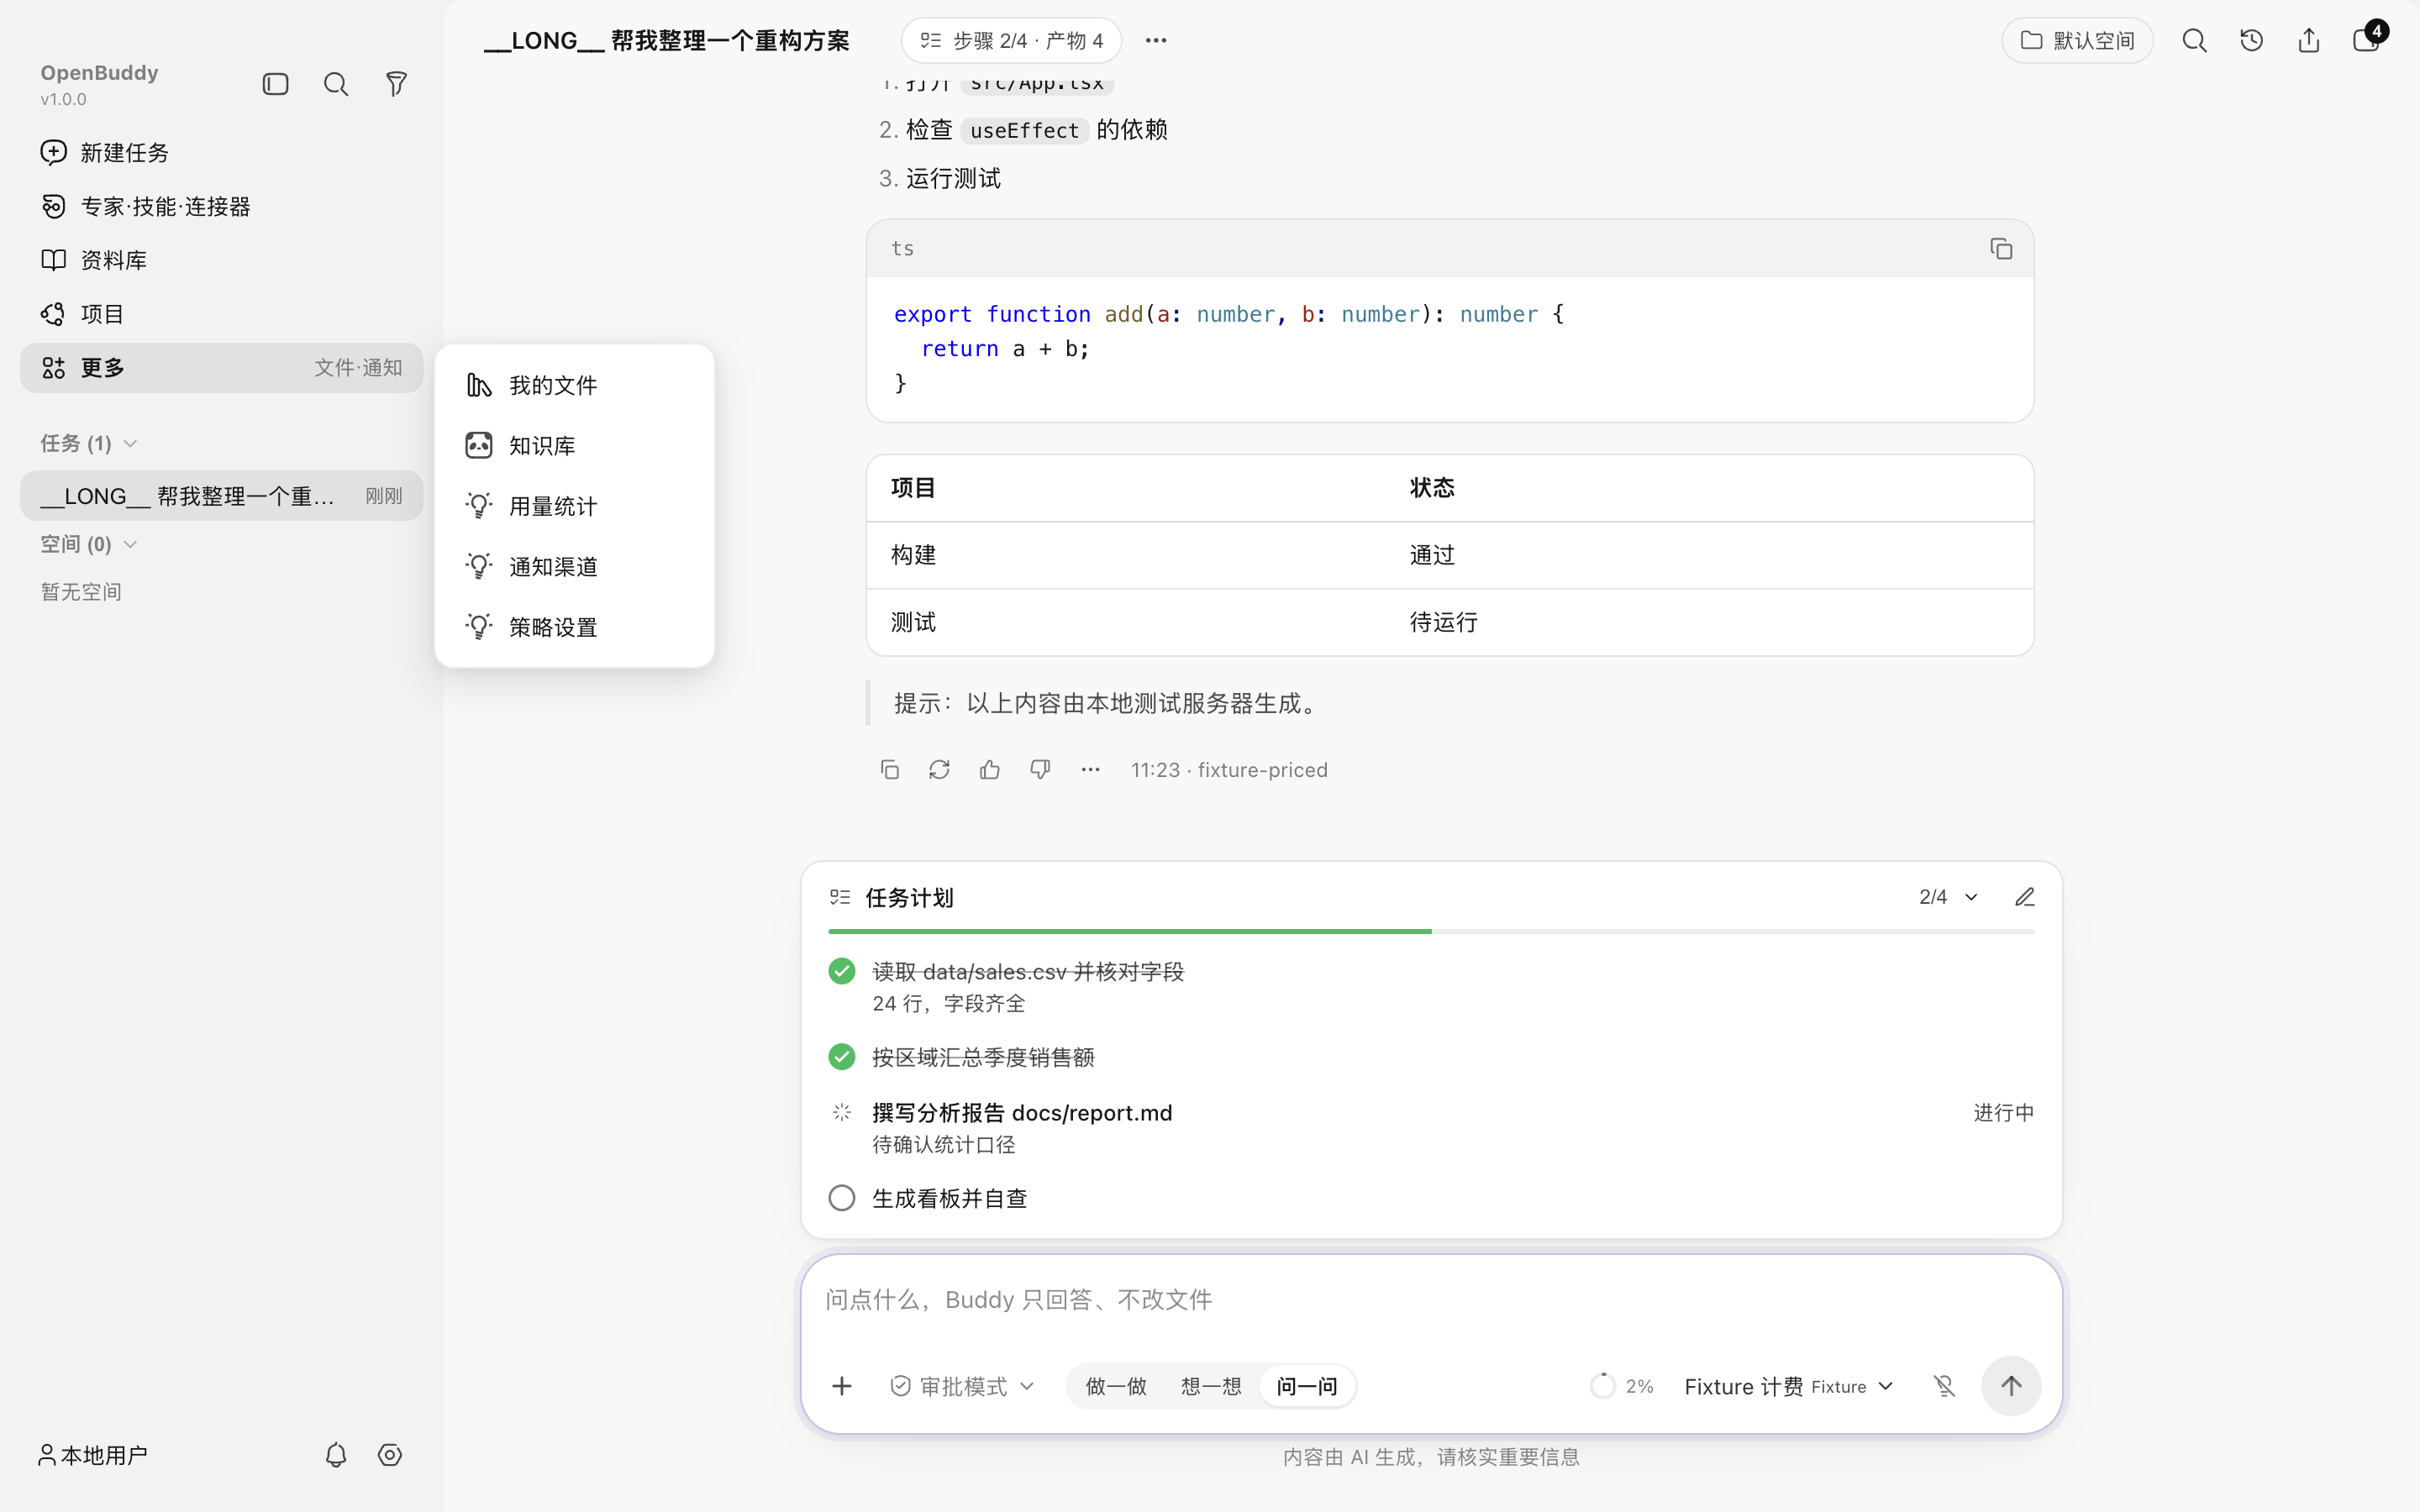 OpenBuddy
v1.0.0
新建任务
专家·技能·连接器
资料库
项目
更多 文件·通知
任务 (1)
__LONG__ 帮我整理一个重… 刚刚
空间 (0)
暂无空间
本地用户
我的文件
知识库
用量统计
通知渠道
策略设置
__LONG__ 帮我整理一个重构方案
步骤 2/4 · 产物 4
默认空间
4
1. 打开 src/App.tsx
2. 检查 useEffect 的依赖
3. 运行测试
ts
export function add(a: number, b: number): number {
return a + b;
}
项目 状态
构建 通过
测试 待运行
提示：以上内容由本地测试服务器生成。
11:23 · fixture-priced
任务计划 2/4
读取 data/sales.csv 并核对字段
24 行，字段齐全
按区域汇总季度销售额
撰写分析报告 docs/report.md 进行中
待确认统计口径
生成看板并自查
问点什么，Buddy 只回答、不改文件
审批模式 做一做 想一想 问一问 2% Fixture 计费 Fixture
内容由 AI 生成，请核实重要信息